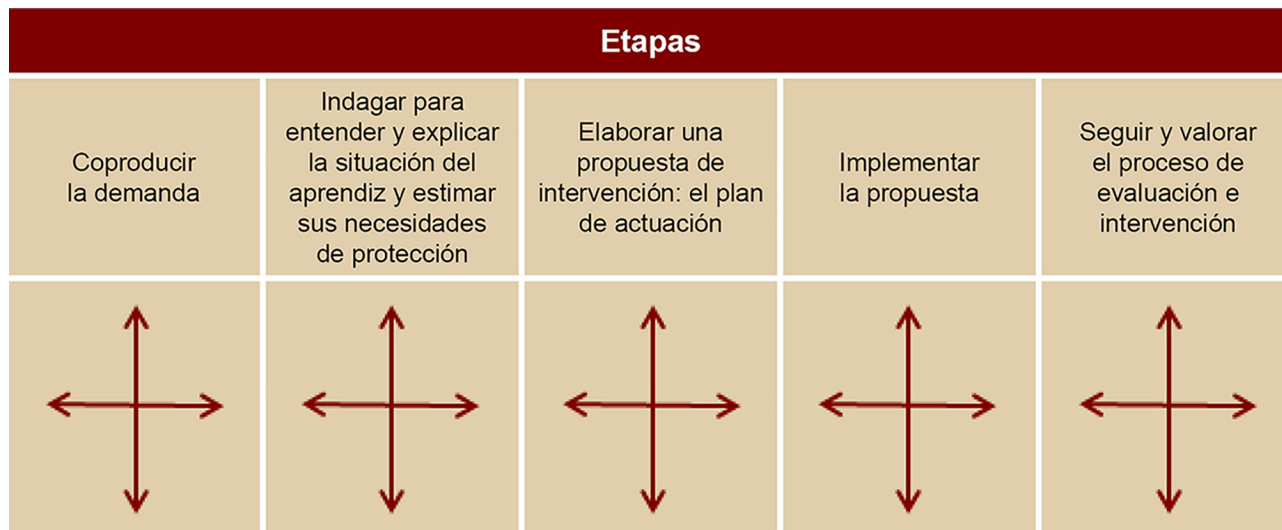 Etapas
Coproducir
la demanda
Indagar para
entender y explicar
la situación del
aprendiz y estimar
sus necesidades
de protección
Elaborar una
propuesta de
intervención: el plan
de actuación
Implementar
la propuesta
Seguir y valorar
el proceso de
evaluación e
intervención